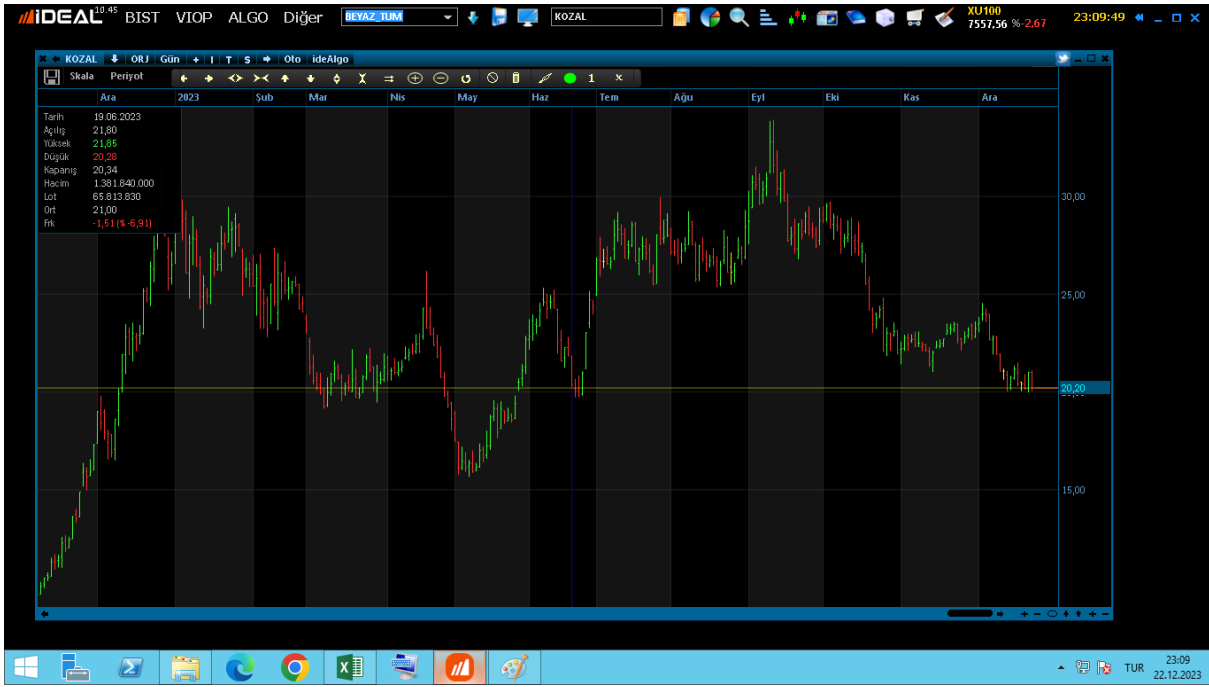 iDEAL 10.45 BIST VIOP ALGO Diğer BEYAZ_TUM KOZAL XU100 7557,56 %-2,67 23:09:49
KOZAL ORJ Gün + I T S Oto ideAlgo
Skala Periyot 1 x
Ara 2023 Şub Mar Nis May Haz Tem Ağu Eyl Eki Kas Ara
Tarih 19.06.2023
Açılış 21,80
Yüksek 21,85
Düşük 20,28
Kapanış 20,34
Hacim 1.381.840.000
Lot 65.813.830
Ort 21,00
Frk -1,51 (% -6,91)
30,00
25,00
20,20
15,00
TUR 23:09
22.12.2023